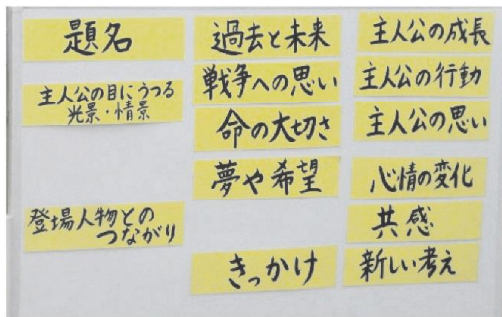 題名
主人公の目にうつる
光景・情景
登場人物との
つながり
過去と未来
戦争への思い
命の大切さ
夢や希望
きっかけ
主人公の成長
主人公の行動
主人公の思い
心情の変化
共感
新しい考え